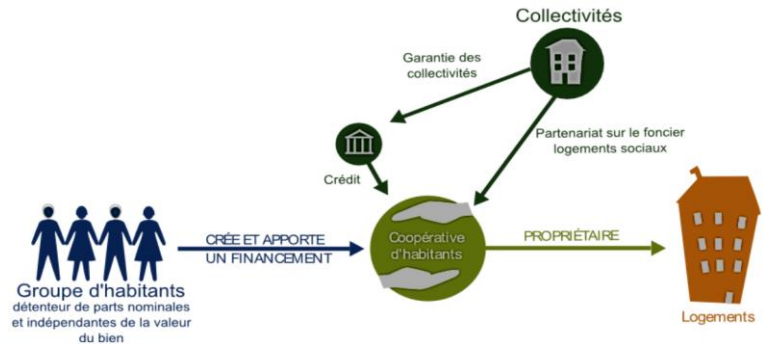 Collectivités
Garantie des
collectivités
Partenariat sur le foncier
logements sociaux
Crédit
CRÉE ET APPORTE
UN FINANCEMENT
Coopérative
d'habitants
PROPRIÉTAIRE
Groupe d'habitants
détenteur de parts nominales
et indépendantes de la valeur
du bien
Logements